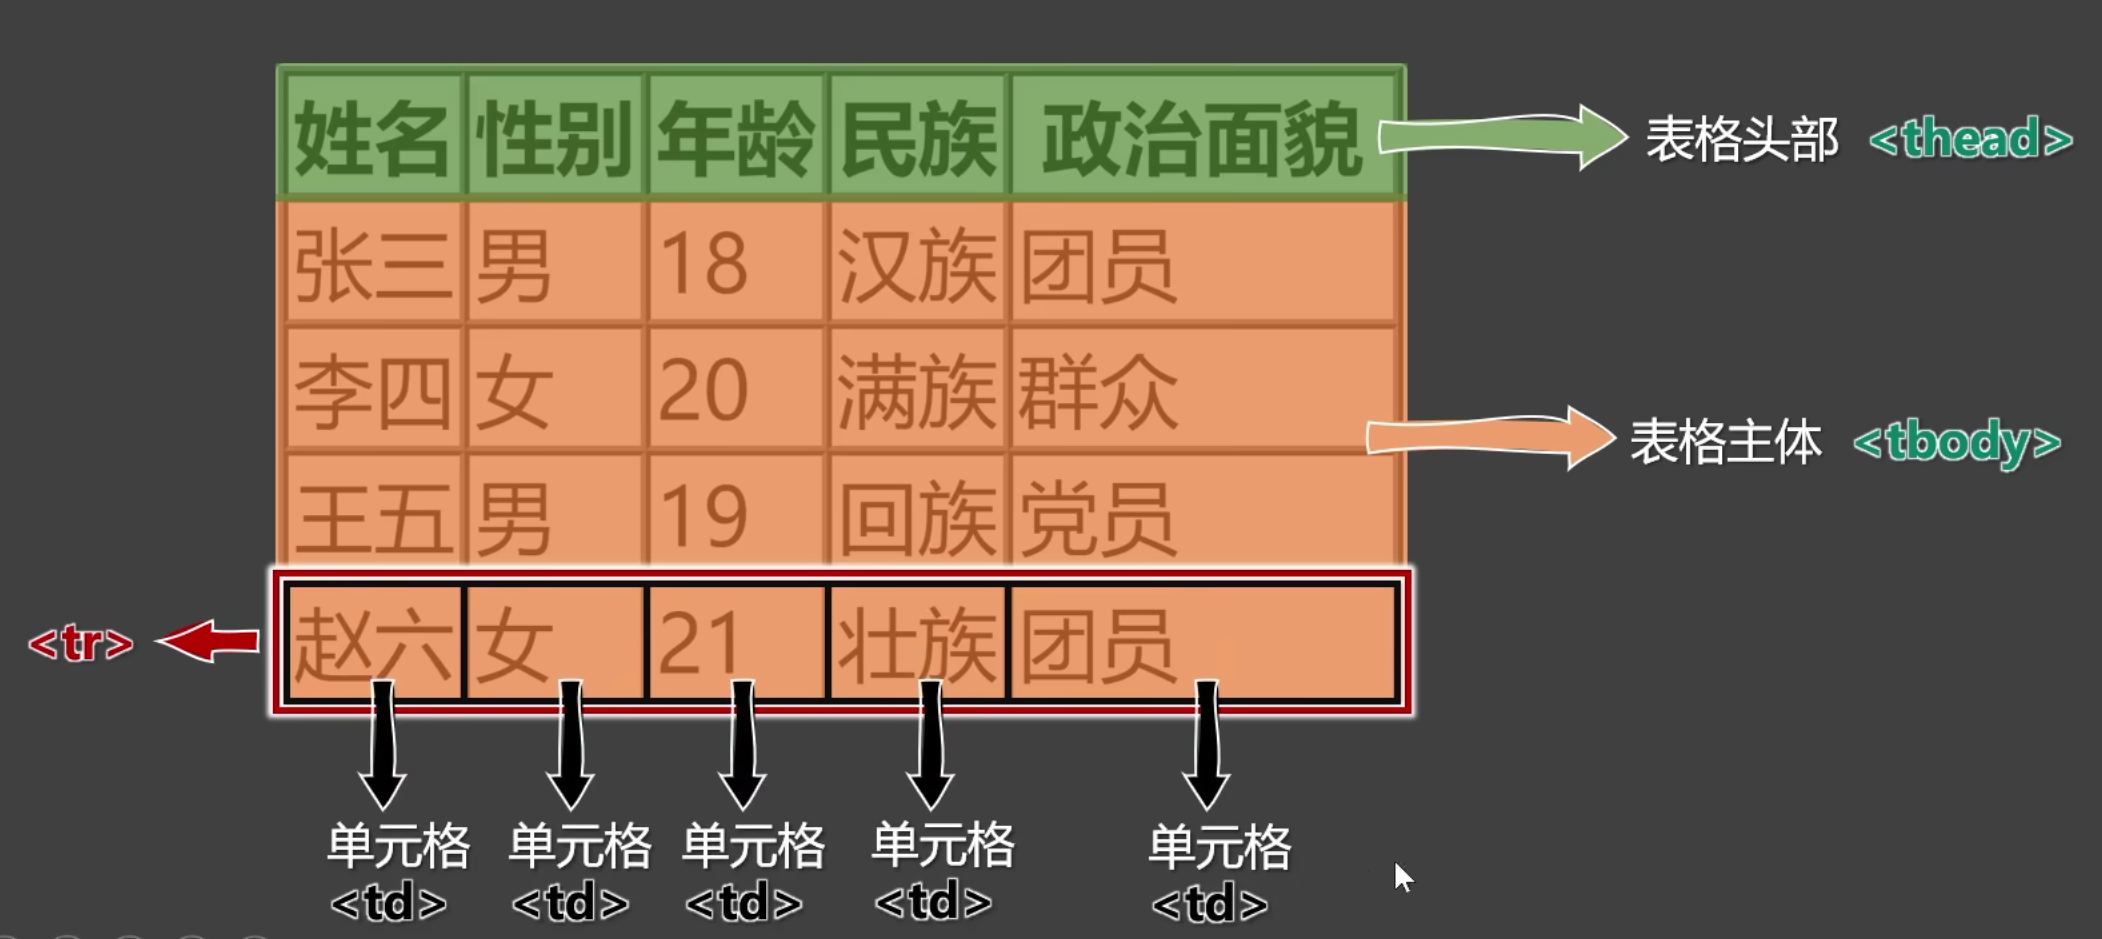 姓名 性别 年龄 民族 政治面貌 表格头部 <thead>
张三 男 18 汉族 团员
李四 女 20 满族 群众
表格主体 <tbody>
王五 男 19 回族 党员
<tr> 赵六 女 21 壮族 团员
单元格 单元格 单元格 单元格 单元格
<td> <td> <td> <td> <td>